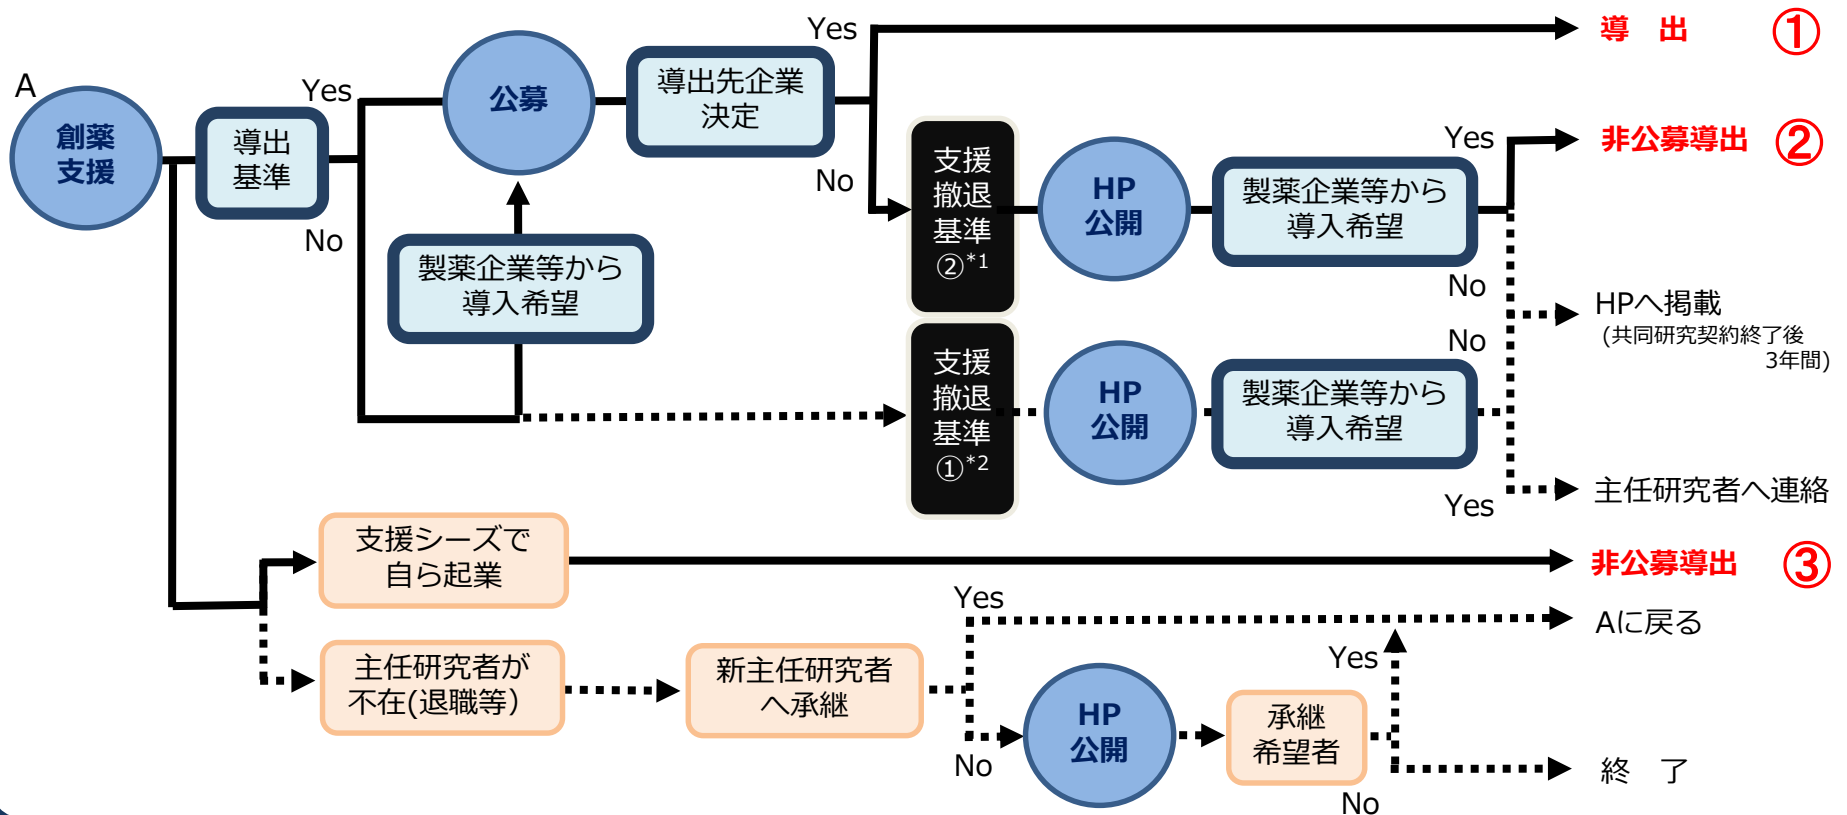 A
創薬
支援
導出
基準
Yes
No
公募
製薬企業等から
導入希望
導出先企業
決定
Yes
No
導 出 ①
支援
撤退
基準
②*1
HP
公開
製薬企業等から
導入希望
Yes
No
非公募導出 ②
HPへ掲載
(共同研究契約終了後
3年間)
支援
撤退
基準
①*2
HP
公開
製薬企業等から
導入希望
No
Yes
主任研究者へ連絡
支援シーズで
自ら起業
非公募導出 ③
主任研究者が
不在(退職等）
新主任研究者
へ承継
Yes
No
Aに戻る
HP
公開
承継
希望者
Yes
No
終 了